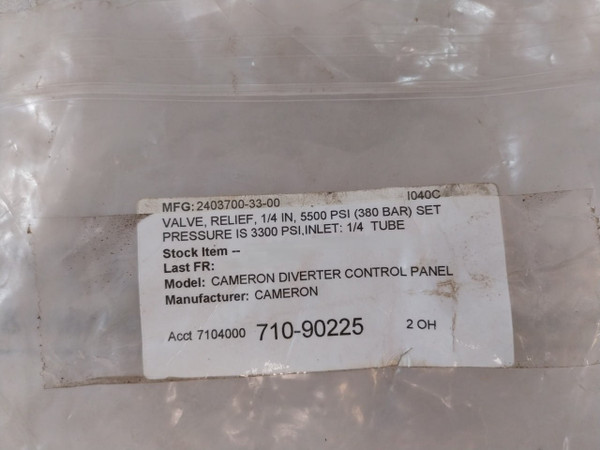 MFG: 2403700-33-00 I040C
VALVE, RELIEF, 1/4 IN, 5500 PSI (380 BAR) SET
PRESSURE IS 3300 PSI,INLET: 1/4 TUBE
Stock Item --
Last FR:
Model: CAMERON DIVERTER CONTROL PANEL
Manufacturer: CAMERON
Acct 7104000 710-90225 2 OH